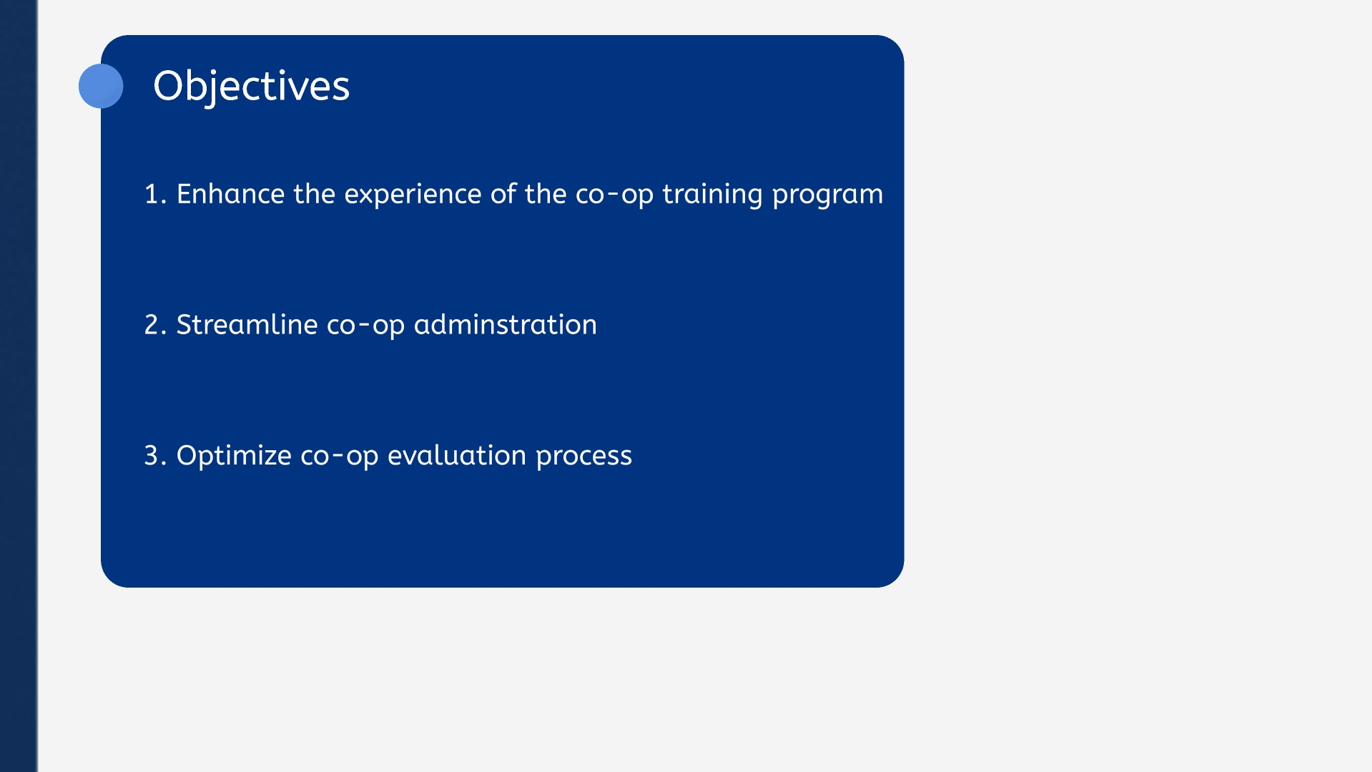 Objectives
1. Enhance the experience of the co-op training program
2. Streamline co-op adminstration
3. Optimize co-op evaluation process